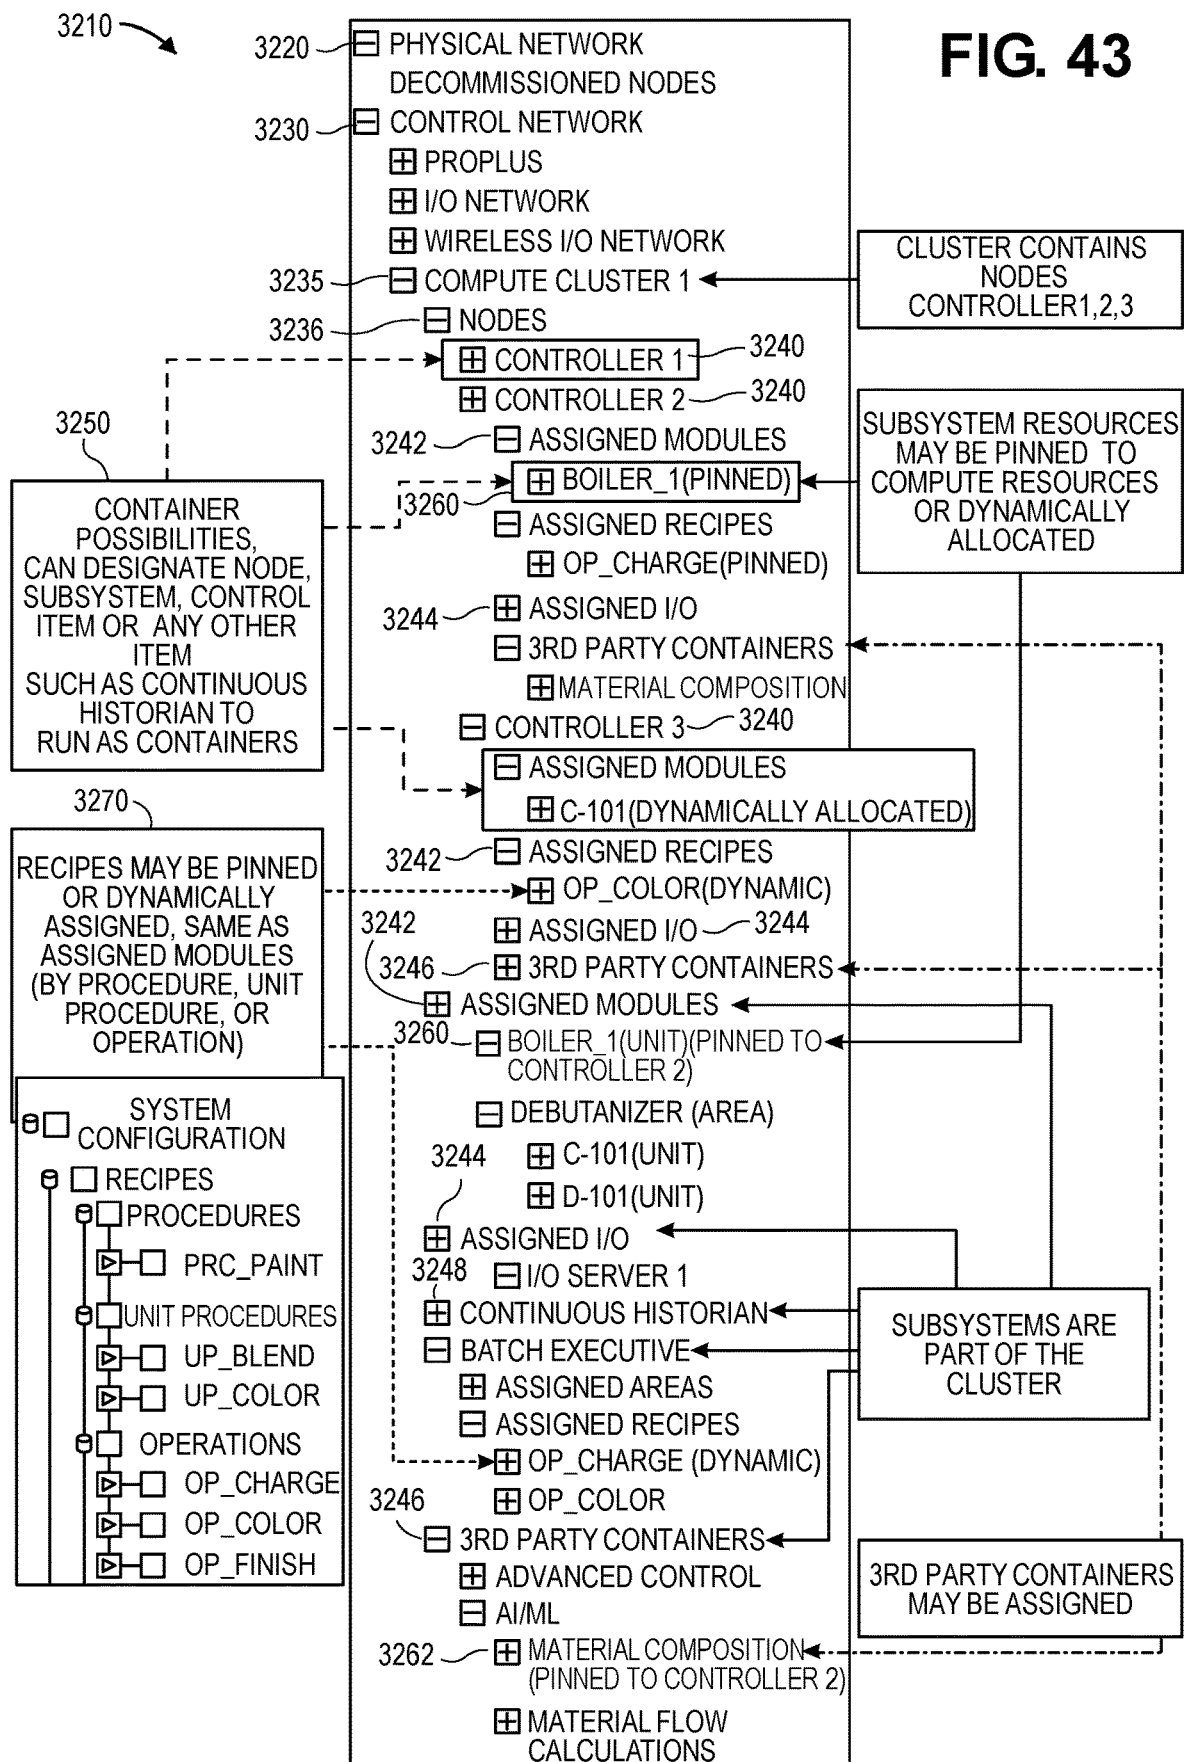 3210
FIG. 43
3220
PHYSICAL NETWORK
DECOMMISSIONED NODES
3230
CONTROL NETWORK
PROPLUS
I/O NETWORK
WIRELESS I/O NETWORK
3235
COMPUTE CLUSTER 1
3236
NODES
CONTROLLER 1
3240
CONTROLLER 2
3240
3242
ASSIGNED MODULES
3260
BOILER_1(PINNED)
ASSIGNED RECIPES
OP_CHARGE(PINNED)
3244
ASSIGNED I/O
3RD PARTY CONTAINERS
MATERIAL COMPOSITION
CONTROLLER 3
3240
ASSIGNED MODULES
C-101(DYNAMICALLY ALLOCATED)
3242
ASSIGNED RECIPES
OP_COLOR(DYNAMIC)
ASSIGNED I/O
3244
3246
3RD PARTY CONTAINERS
3242
ASSIGNED MODULES
3260
BOILER_1(UNIT)(PINNED TO
CONTROLLER 2)
DEBUTANIZER (AREA)
C-101(UNIT)
D-101(UNIT)
3244
ASSIGNED I/O
I/O SERVER 1
3248
CONTINUOUS HISTORIAN
BATCH EXECUTIVE
ASSIGNED AREAS
ASSIGNED RECIPES
OP_CHARGE (DYNAMIC)
OP_COLOR
3246
3RD PARTY CONTAINERS
ADVANCED CONTROL
AI/ML
3262
MATERIAL COMPOSITION
(PINNED TO CONTROLLER 2)
MATERIAL FLOW
CALCULATIONS
3250
CONTAINER
POSSIBILITIES,
CAN DESIGNATE NODE,
SUBSYSTEM, CONTROL
ITEM OR ANY OTHER
ITEM
SUCH AS CONTINUOUS
HISTORIAN TO
RUN AS CONTAINERS
3270
RECIPES MAY BE PINNED
OR DYNAMICALLY
ASSIGNED, SAME AS
ASSIGNED MODULES
(BY PROCEDURE, UNIT
PROCEDURE, OR
OPERATION)
SYSTEM
CONFIGURATION
RECIPES
PROCEDURES
PRC_PAINT
UNIT PROCEDURES
UP_BLEND
UP_COLOR
OPERATIONS
OP_CHARGE
OP_COLOR
OP_FINISH
CLUSTER CONTAINS
NODES
CONTROLLER1,2,3
SUBSYSTEM RESOURCES
MAY BE PINNED TO
COMPUTE RESOURCES
OR DYNAMICALLY
ALLOCATED
SUBSYSTEMS ARE
PART OF THE
CLUSTER
3RD PARTY CONTAINERS
MAY BE ASSIGNED